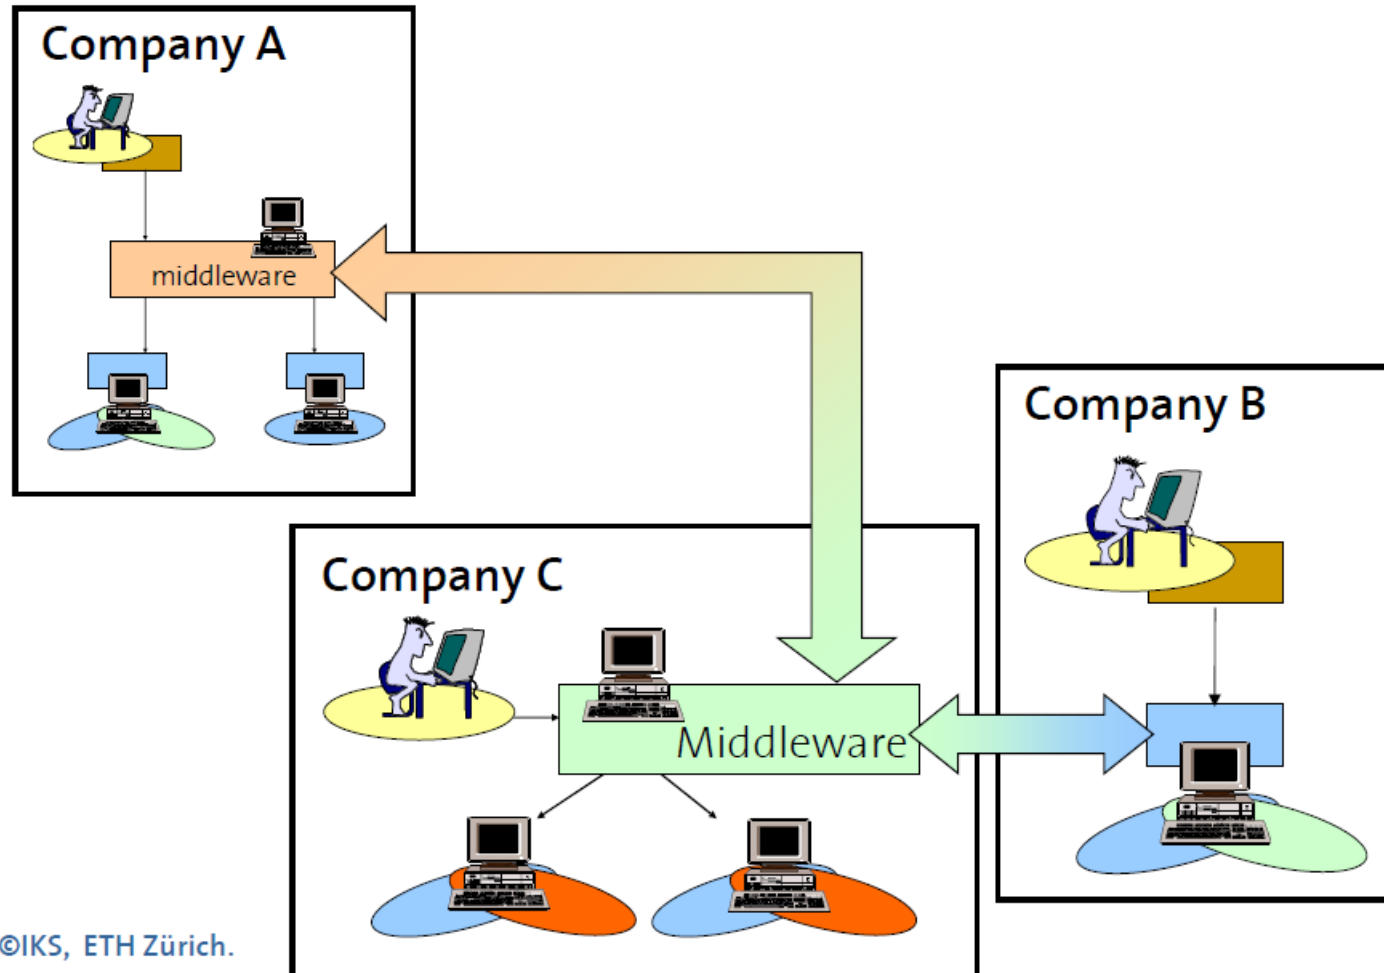 Company A
middleware
Company B
Company C
Middleware
©IKS, ETH Zürich.